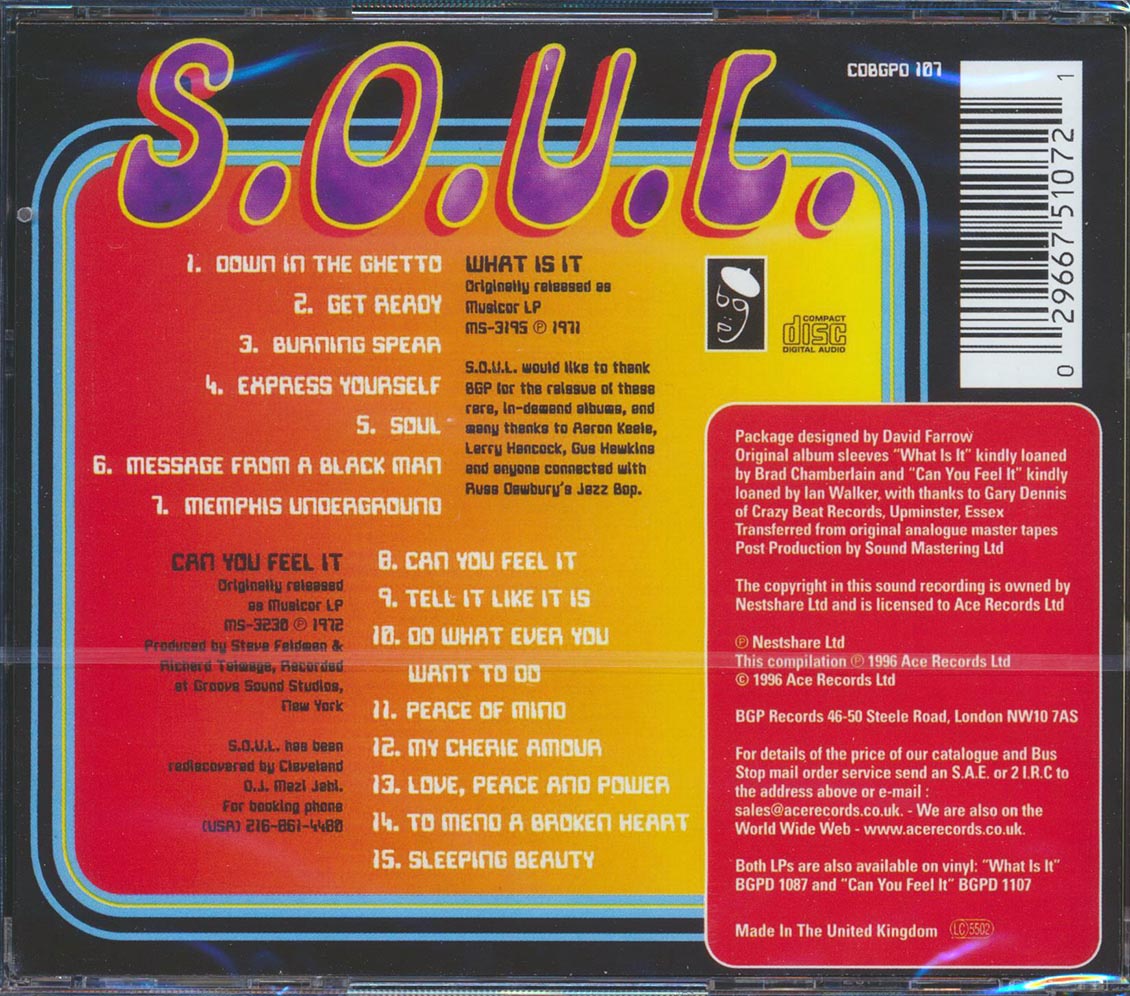 S.O.U.L.
CDBGPD 107
0 29667 51072 1
1. DOWN IN THE GHETTO
2. GET READY
3. BURNING SPEAR
4. EXPRESS YOURSELF
5. SOUL
6. MESSAGE FROM A BLACK MAN
7. MEMPHIS UNDERGROUND
WHAT IS IT
Originally released as
Musicor LP
MS-3195 ℗ 1971
S.O.U.L. would like to thank
BGP for the reissue of these
rare, in-demand albums, and
many thanks to Aaron Keele,
Larry Hancock, Gus Hawkins
and anyone connected with
Russ Dewbury's Jazz Bop.
bgp
COMPACT
disc
DIGITAL AUDIO
CAN YOU FEEL IT
Originally released
as Musicor LP
MS-3230 ℗ 1972
Produced by Steve Feldman &
Richard Talmage, Recorded
at Groove Sound Studios,
New York
S.O.U.L. has been
rediscovered by Cleveland
D.J. Mezi Jahi.
For booking phone
(USA) 216-861-4480
8. CAN YOU FEEL IT
9. TELL IT LIKE IT IS
10. DO WHAT EVER YOU
WANT TO DO
11. PEACE OF MIND
12. MY CHERIE AMOUR
13. LOVE, PEACE AND POWER
14. TO MEND A BROKEN HEART
15. SLEEPING BEAUTY
Package designed by David Farrow
Original album sleeves "What Is It" kindly loaned
by Brad Chamberlain and "Can You Feel It" kindly
loaned by Ian Walker, with thanks to Gary Dennis
of Crazy Beat Records, Upminster, Essex
Transferred from original analogue master tapes
Post Production by Sound Mastering Ltd
The copyright in this sound recording is owned by
Nestshare Ltd and is licensed to Ace Records Ltd
℗ Nestshare Ltd
This compilation ℗ 1996 Ace Records Ltd
© 1996 Ace Records Ltd
BGP Records 46-50 Steele Road, London NW10 7AS
For details of the price of our catalogue and Bus
Stop mail order service send an S.A.E. or 2 I.R.C to
the address above or e-mail :
sales@acerecords.co.uk. - We are also on the
World Wide Web - www.acerecords.co.uk.
Both LPs are also available on vinyl: "What Is It"
BGPD 1087 and "Can You Feel It" BGPD 1107
Made In The United Kingdom LC 5502